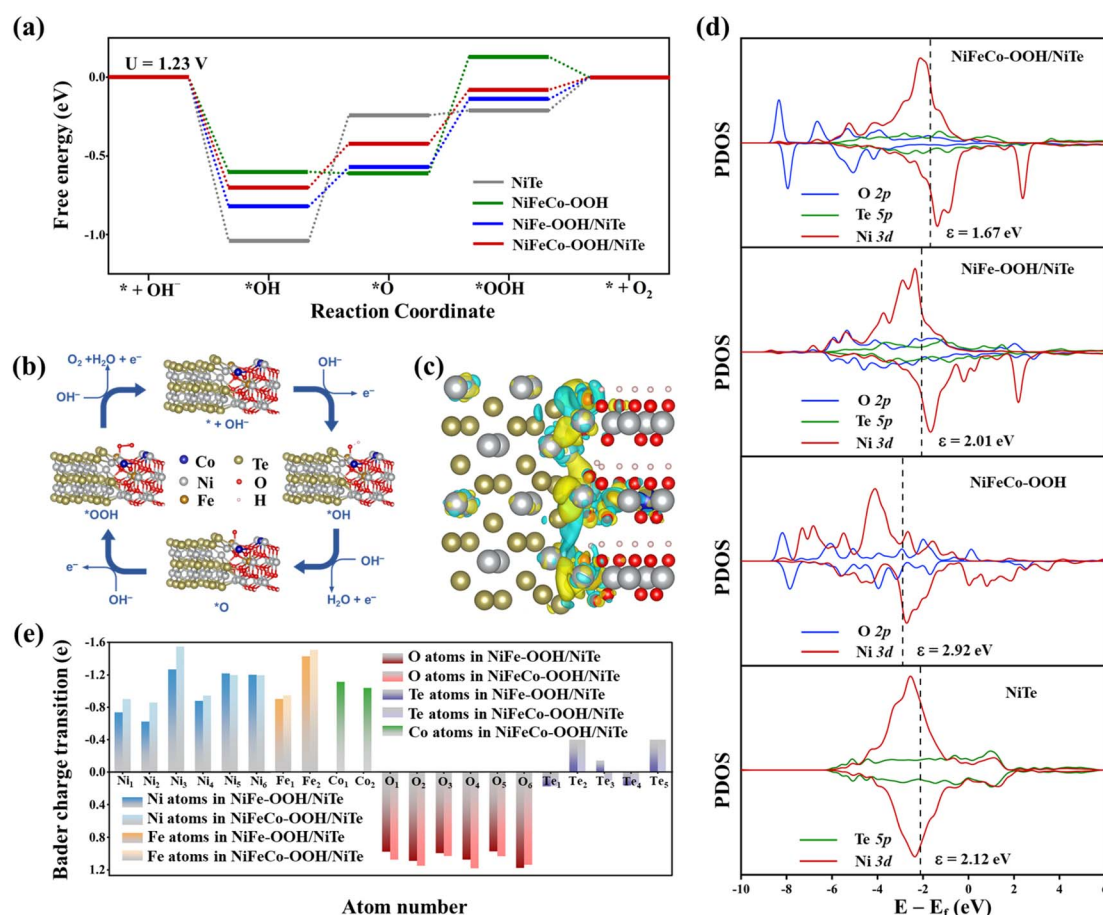 (a)
U = 1.23 V
0.0
-0.5
-1.0
Free energy (eV)
NiTe
NiFeCo-OOH
NiFe-OOH/NiTe
NiFeCo-OOH/NiTe
* + OH⁻
*OH
*O
*OOH
* + O₂
Reaction Coordinate
(b)
O₂ +H₂O + e⁻
OH⁻
* + OH⁻
OH⁻
e⁻
Co
Te
Ni
O
Fe
H
*OOH
*OH
e⁻
OH⁻
*O
OH⁻
H₂O + e⁻
(c)
(d)
NiFeCo-OOH/NiTe
PDOS
O 2p
Te 5p
Ni 3d
ε = 1.67 eV
NiFe-OOH/NiTe
PDOS
O 2p
Te 5p
Ni 3d
ε = 2.01 eV
NiFeCo-OOH
PDOS
O 2p
Ni 3d
ε = 2.92 eV
NiTe
PDOS
Te 5p
Ni 3d
ε = 2.12 eV
-10 -8 -6 -4 -2 0 2 4 6
E − E_f (eV)
(e)
Bader charge transition (e)
-1.6
-1.2
-0.8
-0.4
0.0
0.4
0.8
1.2
O atoms in NiFe-OOH/NiTe
O atoms in NiFeCo-OOH/NiTe
Te atoms in NiFe-OOH/NiTe
Te atoms in NiFeCo-OOH/NiTe
Co atoms in NiFeCo-OOH/NiTe
Ni₁ Ni₂ Ni₃ Ni₄ Ni₅ Ni₆ Fe₁ Fe₂ Co₁ Co₂ O₁ O₂ O₃ O₄ O₅ O₆ Te₁ Te₂ Te₃ Te₄ Te₅
Ni atoms in NiFe-OOH/NiTe
Ni atoms in NiFeCo-OOH/NiTe
Fe atoms in NiFe-OOH/NiTe
Fe atoms in NiFeCo-OOH/NiTe
Atom number